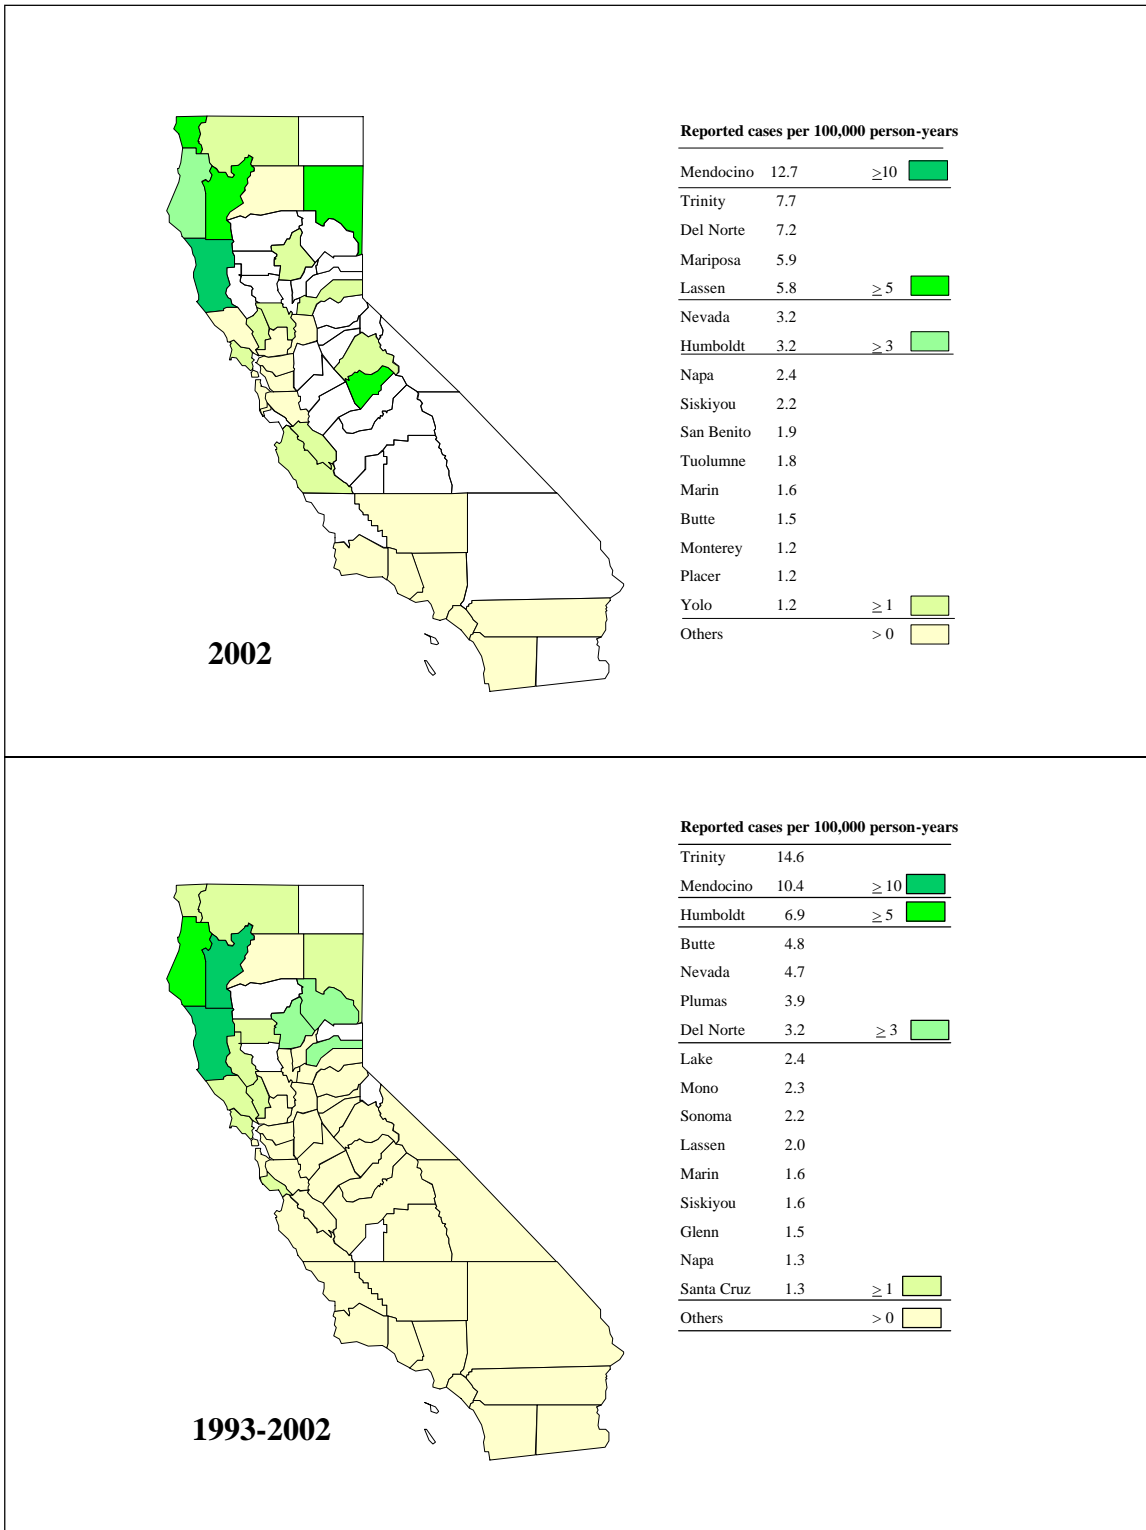 Reported cases per 100,000 person-years
Mendocino 12.7 ≥10
Trinity 7.7
Del Norte 7.2
Mariposa 5.9
Lassen 5.8 ≥ 5
Nevada 3.2
Humboldt 3.2 ≥ 3
Napa 2.4
Siskiyou 2.2
San Benito 1.9
Tuolumne 1.8
Marin 1.6
Butte 1.5
Monterey 1.2
Placer 1.2
Yolo 1.2 ≥ 1
Others > 0
2002
Reported cases per 100,000 person-years
Trinity 14.6
Mendocino 10.4 ≥ 10
Humboldt 6.9 ≥ 5
Butte 4.8
Nevada 4.7
Plumas 3.9
Del Norte 3.2 ≥ 3
Lake 2.4
Mono 2.3
Sonoma 2.2
Lassen 2.0
Marin 1.6
Siskiyou 1.6
Glenn 1.5
Napa 1.3
Santa Cruz 1.3 ≥ 1
Others > 0
1993-2002